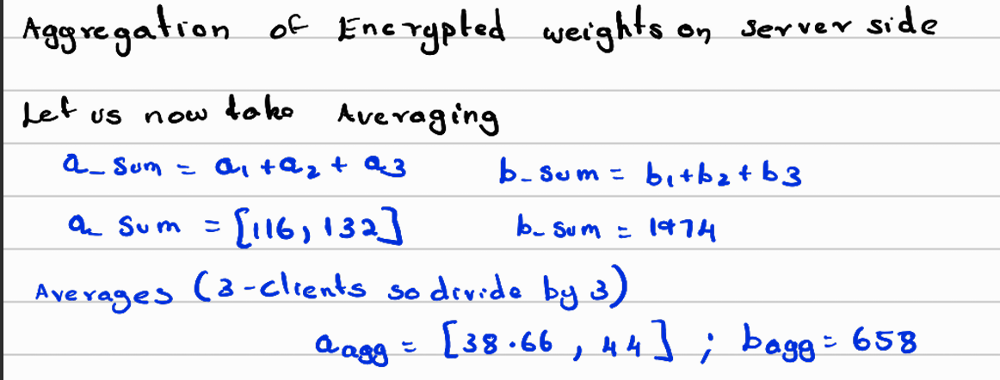 Aggregation of Encrypted weights on server side
Let us now take Averaging
a_sum = a1 + a2 + a3 b_sum = b1 + b2 + b3
a_sum = [116, 132] b_sum = 1974
Averages (3-clients so divide by 3)
a agg = [38.66, 44] ; bagg = 658